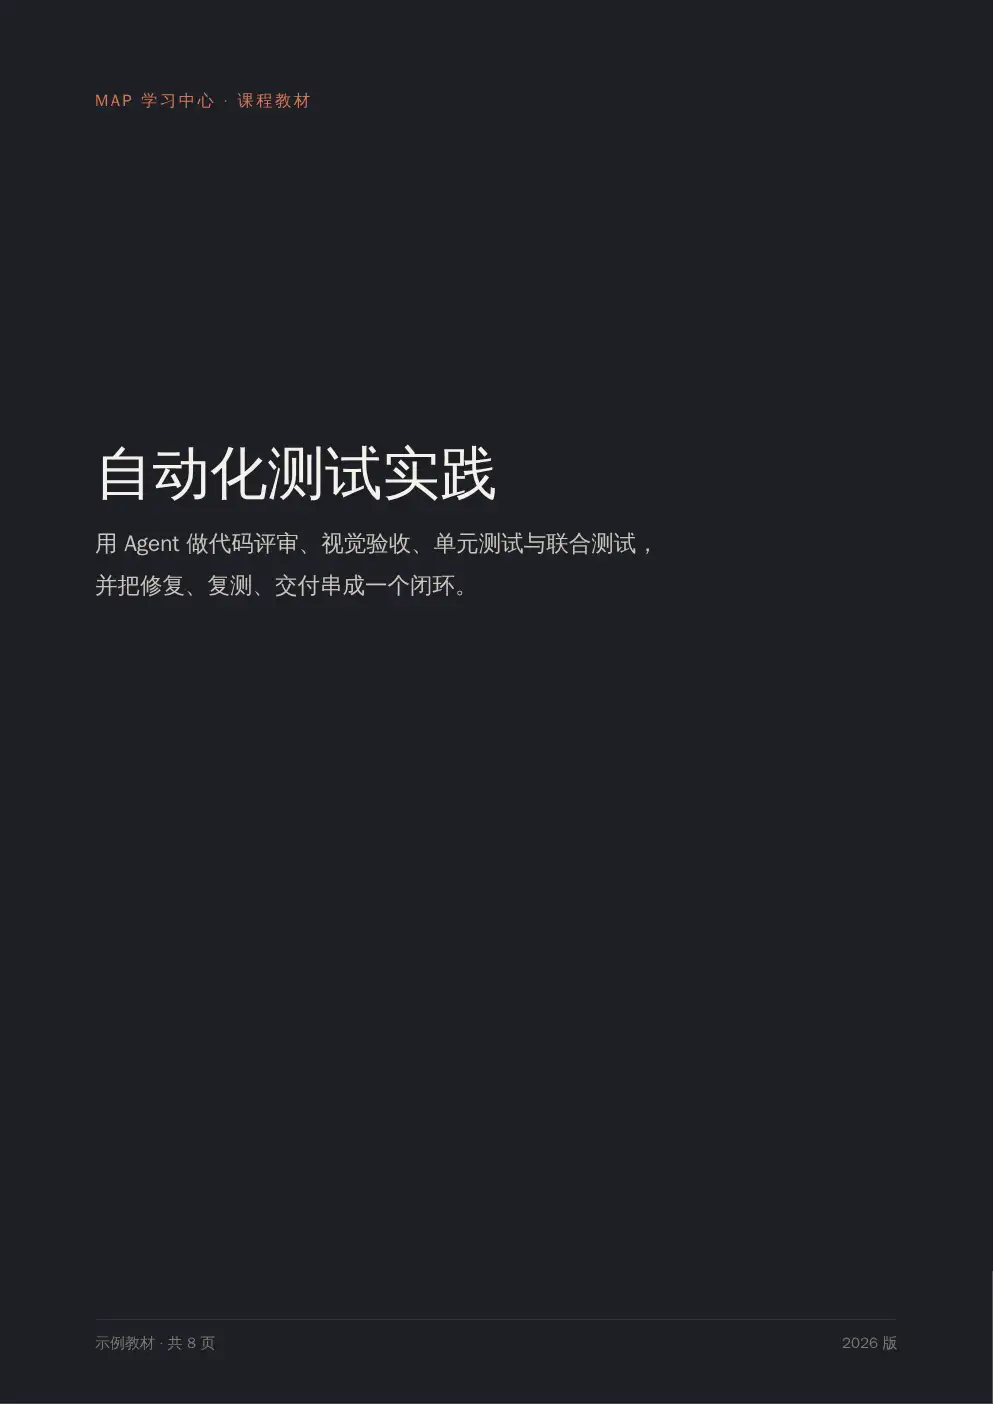 MAP 学习中心 · 课程教材
自动化测试实践
用 Agent 做代码评审、视觉验收、单元测试与联合测试，
并把修复、复测、交付串成一个闭环。
示例教材 · 共 8 页
2026 版